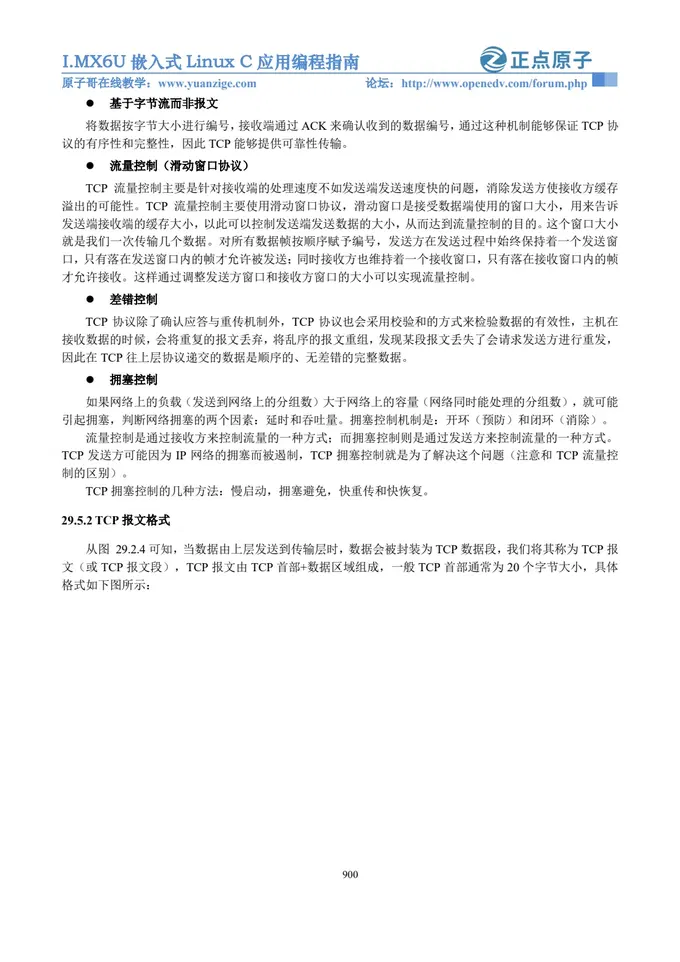 I.MX6U 嵌入式 Linux C 应用编程指南
正点原子
原子哥在线教学：www.yuanzige.com 论坛：http://www.openedv.com/forum.php
● 基于字节流而非报文
将数据按字节大小进行编号，接收端通过 ACK 来确认收到的数据编号，通过这种机制能够保证 TCP 协
议的有序性和完整性，因此 TCP 能够提供可靠性传输。
● 流量控制（滑动窗口协议）
TCP 流量控制主要是针对接收端的处理速度不如发送端发送速度快的问题，消除发送方使接收方缓存
溢出的可能性。TCP 流量控制主要使用滑动窗口协议，滑动窗口是接受数据端使用的窗口大小，用来告诉
发送端接收端的缓存大小，以此可以控制发送端发送数据的大小，从而达到流量控制的目的。这个窗口大小
就是我们一次传输几个数据。对所有数据帧按顺序赋予编号，发送方在发送过程中始终保持着一个发送窗
口，只有落在发送窗口内的帧才允许被发送；同时接收方也维持着一个接收窗口，只有落在接收窗口内的帧
才允许接收。这样通过调整发送方窗口和接收方窗口的大小可以实现流量控制。
● 差错控制
TCP 协议除了确认应答与重传机制外，TCP 协议也会采用校验和的方式来检验数据的有效性，主机在
接收数据的时候，会将重复的报文丢弃，将乱序的报文重组，发现某段报文丢失了会请求发送方进行重发，
因此在 TCP 往上层协议递交的数据是顺序的、无差错的完整数据。
● 拥塞控制
如果网络上的负载（发送到网络上的分组数）大于网络上的容量（网络同时能处理的分组数），就可能
引起拥塞，判断网络拥塞的两个因素：延时和吞吐量。拥塞控制机制是：开环（预防）和闭环（消除）。
流量控制是通过接收方来控制流量的一种方式；而拥塞控制则是通过发送方来控制流量的一种方式。
TCP 发送方可能因为 IP 网络的拥塞而被遏制，TCP 拥塞控制就是为了解决这个问题（注意和 TCP 流量控
制的区别）。
TCP 拥塞控制的几种方法：慢启动，拥塞避免，快重传和快恢复。
29.5.2 TCP 报文格式
从图 29.2.4 可知，当数据由上层发送到传输层时，数据会被封装为 TCP 数据段，我们将其称为 TCP 报
文（或 TCP 报文段），TCP 报文由 TCP 首部+数据区域组成，一般 TCP 首部通常为 20 个字节大小，具体
格式如下图所示：
900